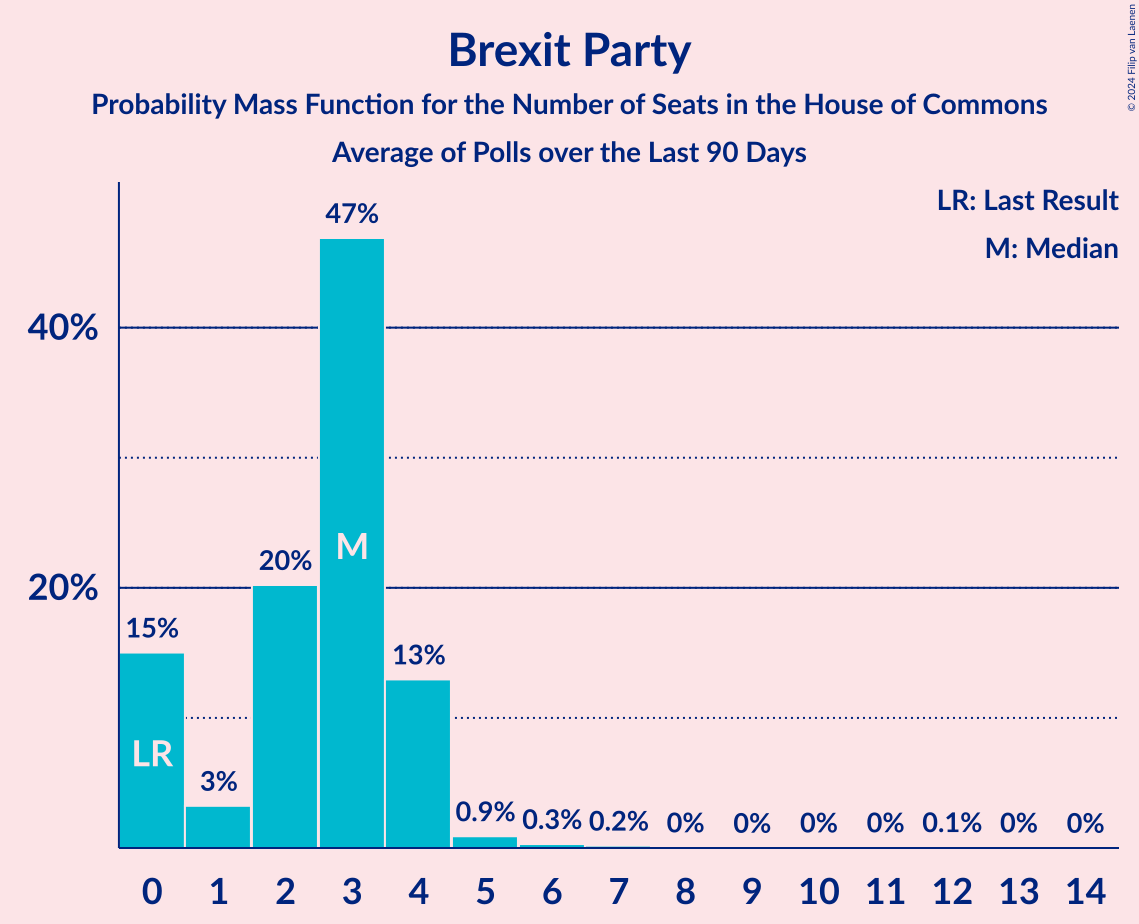 Brexit Party
Probability Mass Function for the Number of Seats in the House of Commons
Average of Polls over the Last 90 Days
© 2024 Filip van Laenen
LR: Last Result
M: Median
40%
20%
15%
3%
20%
47%
13%
0.9%
0.3%
0.2%
0%
0%
0%
0%
0.1%
0%
0%
LR
M
0 1 2 3 4 5 6 7 8 9 10 11 12 13 14